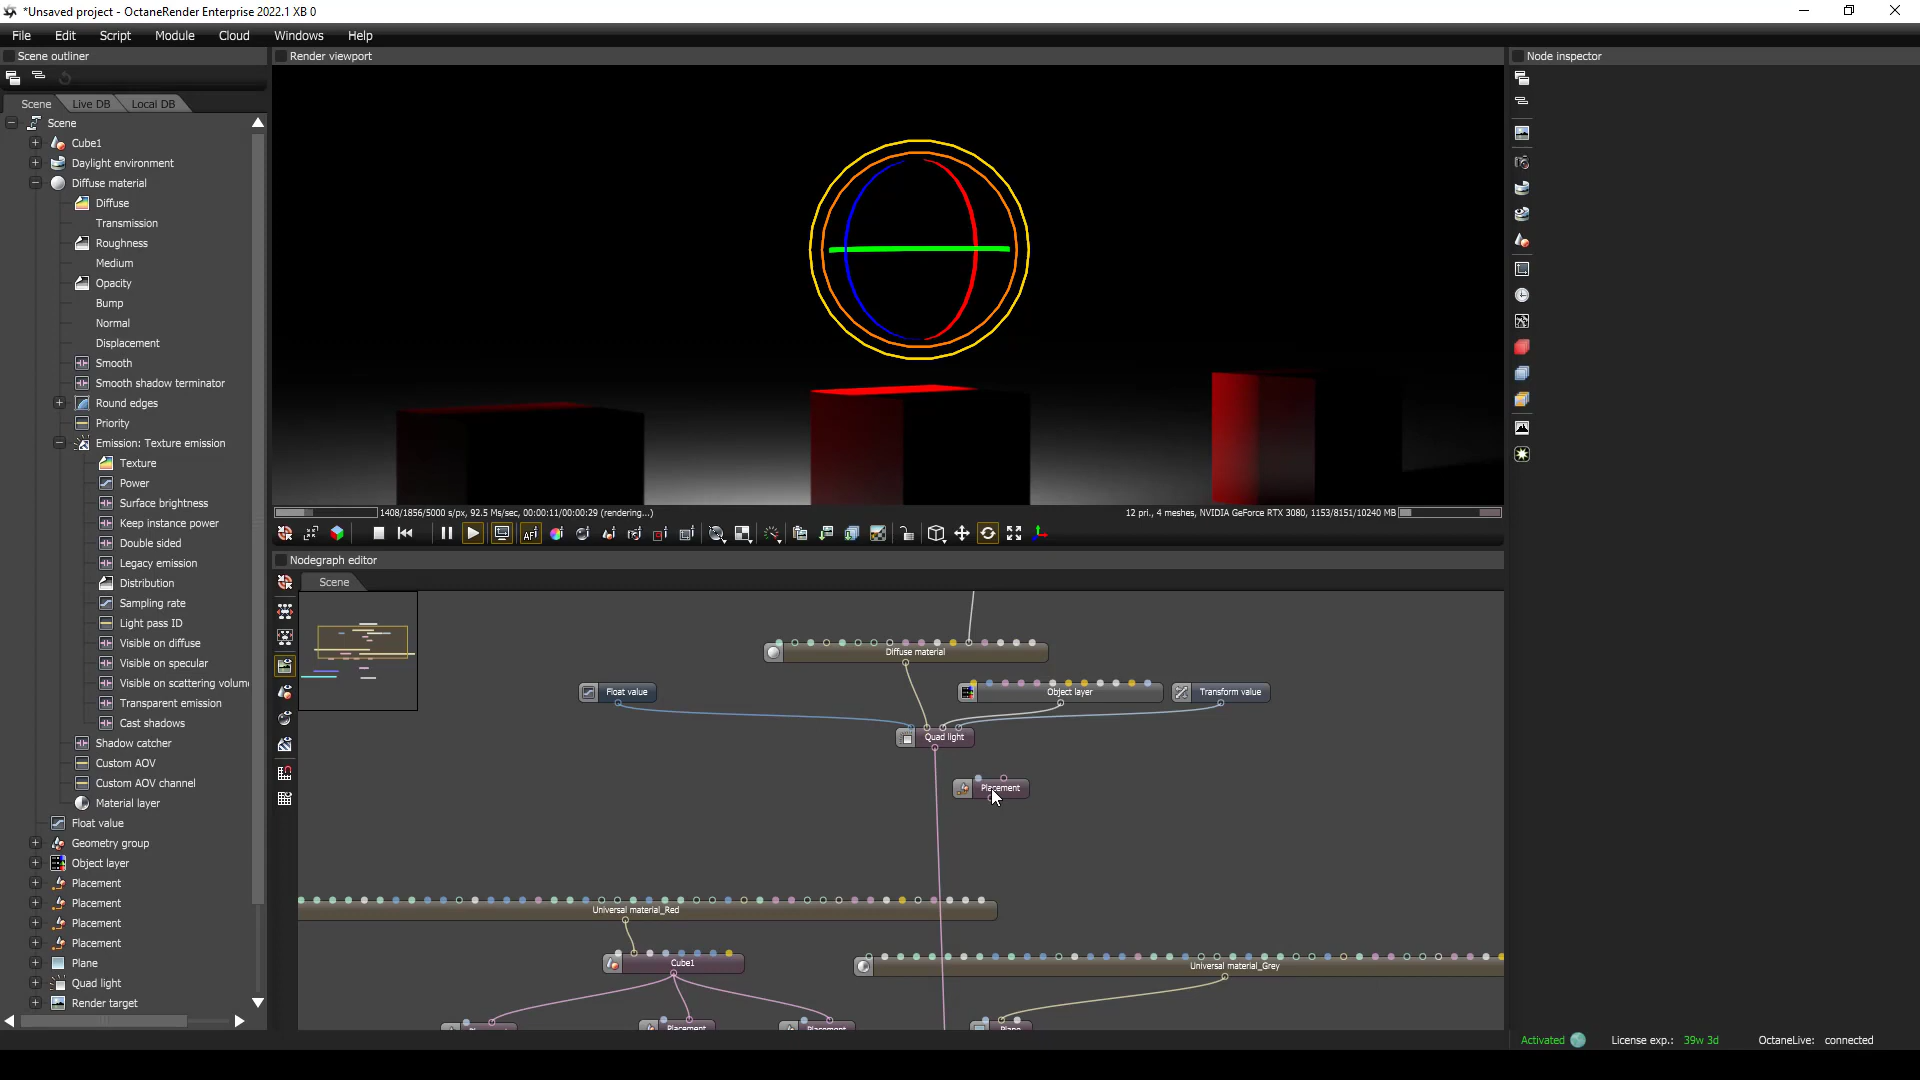 *Unsaved project - OctaneRender Enterprise 2022.1 XB 0
File Edit Script Module Cloud Windows Help
Scene outliner
Render viewport
Node inspector
Scene Live DB Local DB
Scene
Cube1
Daylight environment
Diffuse material
Diffuse
Transmission
Roughness
Medium
Opacity
Bump
Normal
Displacement
Smooth
Smooth shadow terminator
Round edges
Priority
Emission: Texture emission
Texture
Power
Surface brightness
Keep instance power
Double sided
Legacy emission
Distribution
Sampling rate
Light pass ID
Visible on diffuse
Visible on specular
Visible on scattering volum
Transparent emission
Cast shadows
Shadow catcher
Custom AOV
Custom AOV channel
Material layer
Float value
Geometry group
Object layer
Placement
Placement
Placement
Placement
Plane
Quad light
Render target
1408/1856/5000 s/px, 92.5 Ms/sec, 00:00:11/00:00:29 (rendering...)
12 pri., 4 meshes, NVIDIA GeForce RTX 3080, 1153/8151/10240 MB
AF
Nodegraph editor
Scene
Diffuse material
Float value
Object layer
Transform value
Quad light
Placement
Universal material_Red
Cube1
Universal material_Grey
Placement
Placement
Plane
Activated License exp.: 39w 3d OctaneLive: connected